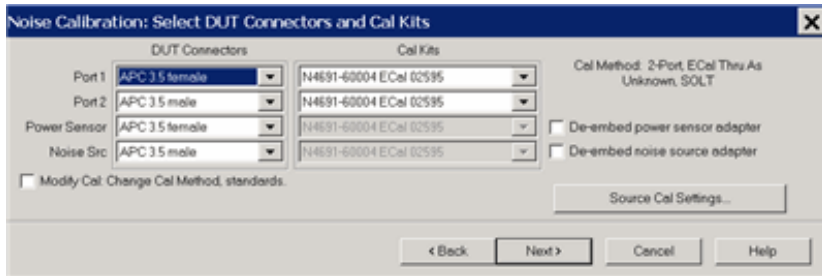 Noise Calibration: Select DUT Connectors and Cal Kits
DUT Connectors
Cal Kits
Port 1 APC 3.5 female N4691-60004 ECal 02595
Port 2 APC 3.5 male N4691-60004 ECal 02595
Power Sensor APC 3.5 female N4691-60004 ECal 02595
Noise Src APC 3.5 male N4691-60004 ECal 02595
Cal Method: 2-Port, ECal Thru As
Unknown, SOLT
De-embed power sensor adapter
De-embed noise source adapter
Modify Cal: Change Cal Method, standards.
Source Cal Settings...
< Back Next > Cancel Help